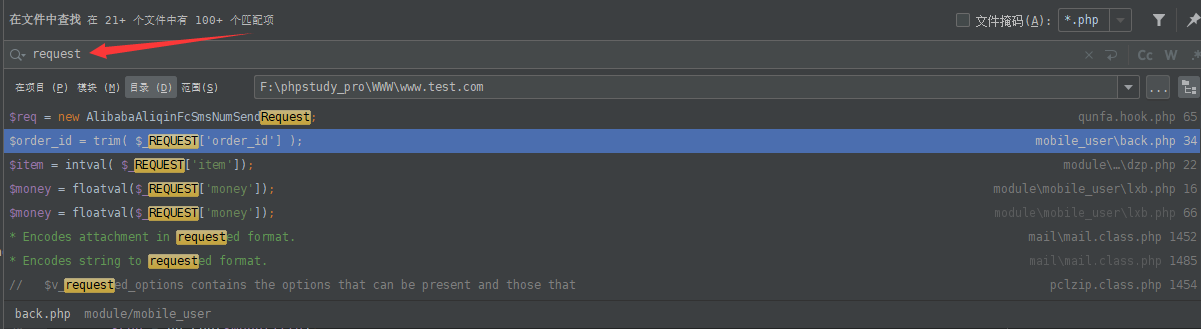 在文件中查找 在 21+ 个文件中有 100+ 个匹配项 文件掩码(A): *.php
request Cc W .*
在项目 (P) 模块 (M) 目录 (D) 范围(S) F:\phpstudy_pro\WWW\www.test.com ...
$req = new AlibabaAliqinFcSmsNumSendRequest; qunfa.hook.php 65
$order_id = trim( $_REQUEST['order_id'] ); mobile_user\back.php 34
$item = intval( $_REQUEST['item']); module\…\dzp.php 22
$money = floatval($_REQUEST['money']); module\mobile_user\lxb.php 16
$money = floatval($_REQUEST['money']); module\mobile_user\lxb.php 66
* Encodes attachment in requested format. mail\mail.class.php 1452
* Encodes string to requested format. mail\mail.class.php 1485
// $v_requested_options contains the options that can be present and those that pclzip.class.php 1454
back.php module/mobile_user